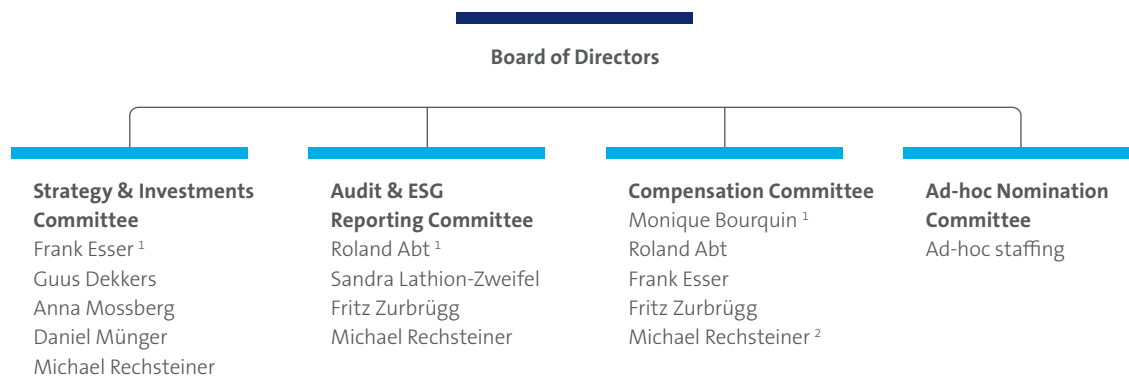 Board of Directors
Strategy & Investments
Committee
Frank Esser ¹
Guus Dekkers
Anna Mossberg
Daniel Münger
Michael Rechsteiner
Audit & ESG
Reporting Committee
Roland Abt ¹
Sandra Lathion-Zweifel
Fritz Zurbrügg
Michael Rechsteiner
Compensation Committee
Monique Bourquin ¹
Roland Abt
Frank Esser
Fritz Zurbrügg
Michael Rechsteiner ²
Ad-hoc Nomination
Committee
Ad-hoc staffing